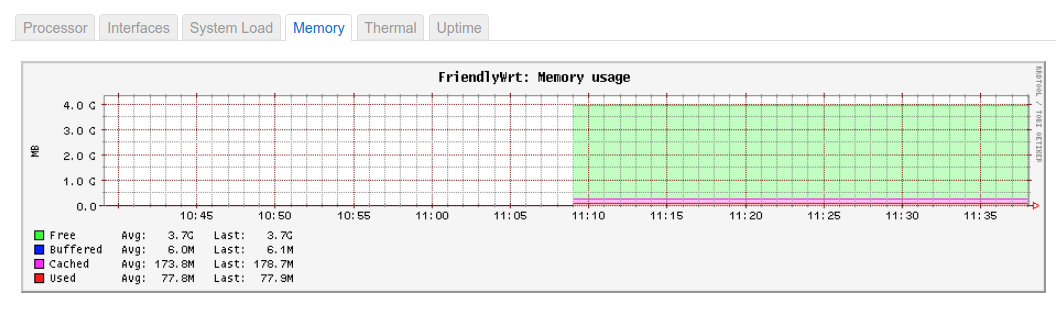 Processor Interfaces System Load Memory Thermal Uptime
FriendlyWrt: Memory usage
RRDTOOL / TOBI OETIKER
MB
4.0 G
3.0 G
2.0 G
1.0 G
0.0
10:45 10:50 10:55 11:00 11:05 11:10 11:15 11:20 11:25 11:30 11:35
Free Avg: 3.7G Last: 3.7G
Buffered Avg: 6.0M Last: 6.1M
Cached Avg: 173.8M Last: 178.7M
Used Avg: 77.8M Last: 77.9M